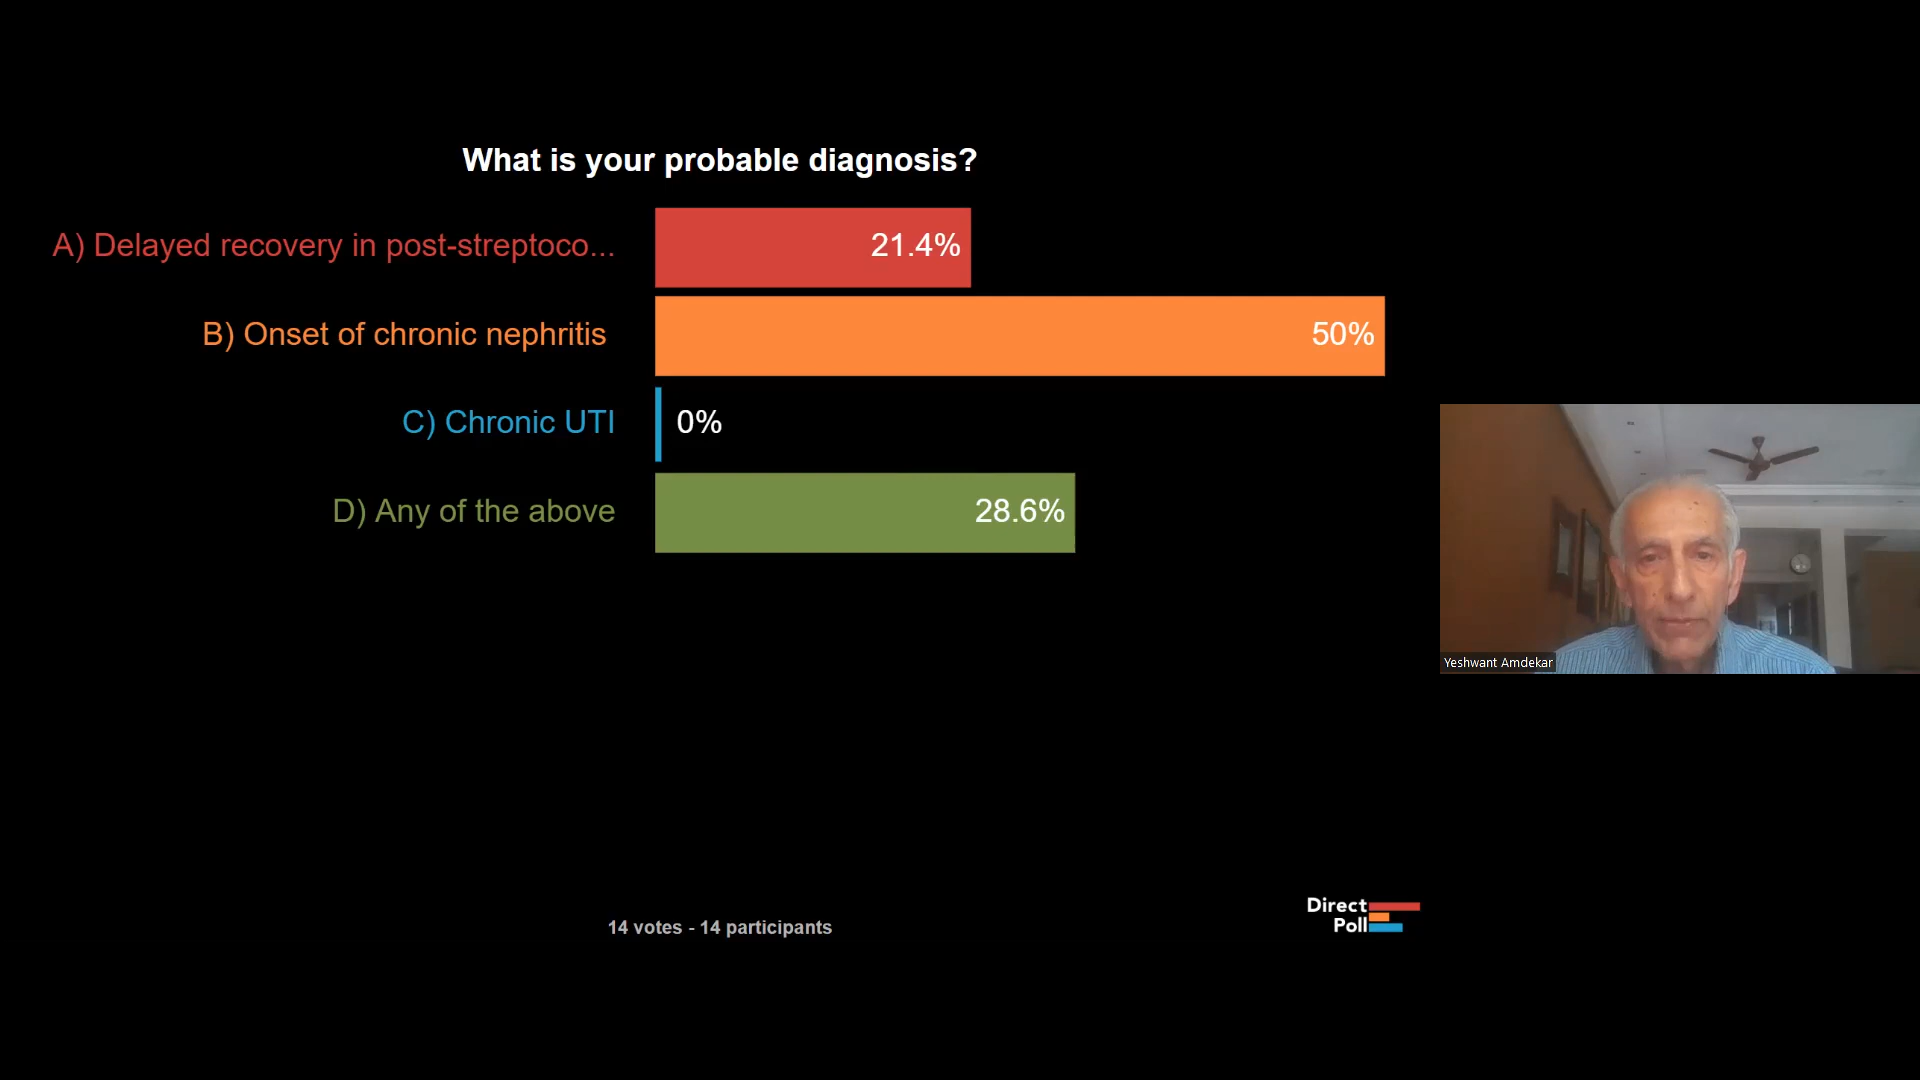 What is your probable diagnosis?
A) Delayed recovery in post-streptoco...
21.4%
B) Onset of chronic nephritis
50%
C) Chronic UTI
0%
D) Any of the above
28.6%
Yeshwant Amdekar
14 votes - 14 participants
Direct
Poll